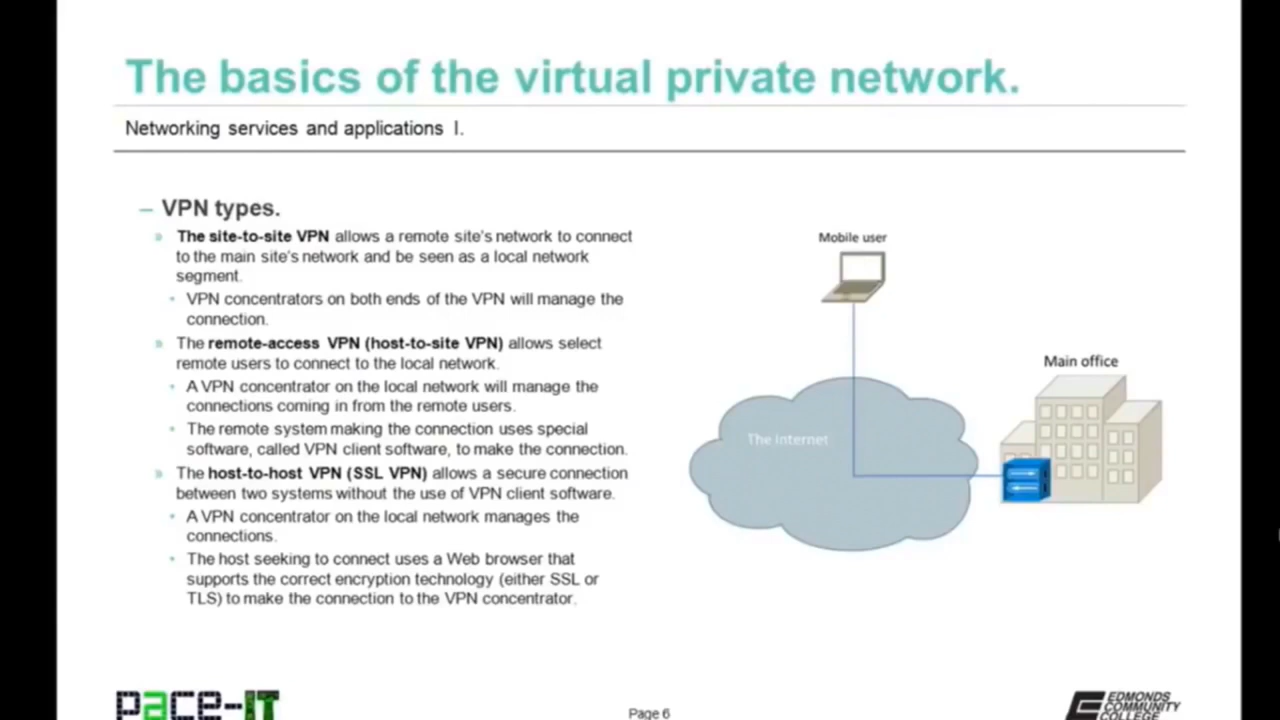 The basics of the virtual private network.
Networking services and applications I.
– VPN types.
» The site-to-site VPN allows a remote site's network to connect
to the main site's network and be seen as a local network
segment.
• VPN concentrators on both ends of the VPN will manage the
connection.
» The remote-access VPN (host-to-site VPN) allows select
remote users to connect to the local network.
• A VPN concentrator on the local network will manage the
connections coming in from the remote users.
• The remote system making the connection uses special
software, called VPN client software, to make the connection.
» The host-to-host VPN (SSL VPN) allows a secure connection
between two systems without the use of VPN client software.
• A VPN concentrator on the local network manages the
connections.
• The host seeking to connect uses a Web browser that
supports the correct encryption technology (either SSL or
TLS) to make the connection to the VPN concentrator.
Mobile user
Main office
The Internet
pace-IT
Page 6
EDMONDS
COMMUNITY
COLLEGE